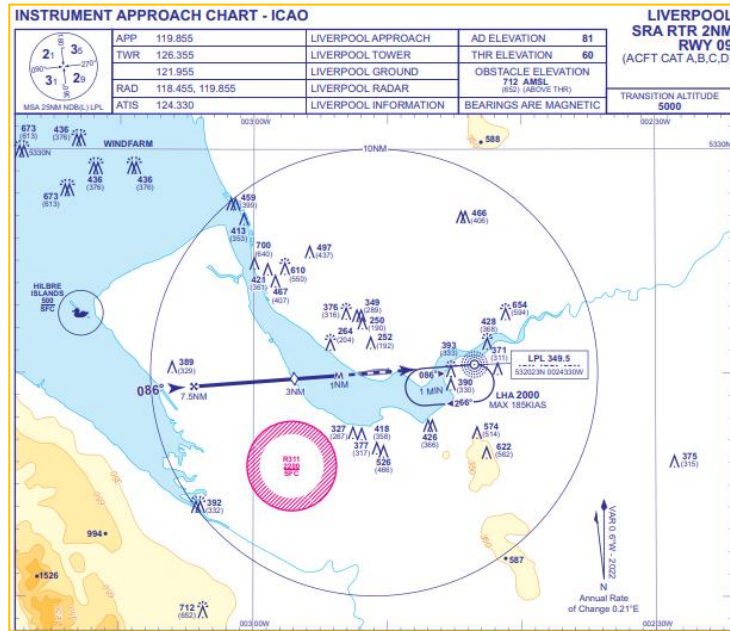 INSTRUMENT APPROACH CHART - ICAO
LIVERPOOL
SRA RTR 2NM
RWY 09
(ACFT CAT A,B,C,D
APP 119.855 LIVERPOOL APPROACH AD ELEVATION 81
TWR 126.355 LIVERPOOL TOWER THR ELEVATION 60
121.955 LIVERPOOL GROUND OBSTACLE ELEVATION
712 AMSL
(652) (ABOVE THR)
RAD 118.455, 119.855 LIVERPOOL RADAR
ATIS 124.330 LIVERPOOL INFORMATION BEARINGS ARE MAGNETIC
TRANSITION ALTITUDE
5000
180°
21 35
090° 270°
31 29
360°
MSA 25NM NDB(L) LPL
003'00W
002'30W
673
(613)
5330N
436
(376)
WINDFARM
436
(376)
436
(376)
673
(613)
10NM
588
5330N
459
(399)
413
(353)
466
(406)
700
(640)
497
(437)
421
(361)
610
(550)
467
(407)
HILBRE
ISLANDS
500
SFC
376
(316)
349
(289)
250
(190)
264
(204)
252
(192)
654
(594)
428
(368)
393
(333)
371
(311)
LPL 349.5
532023N 0024330W
389
(329)
086°
7.5NM
3NM
M
1NM
086°
1 MIN
266°
390
(330)
LHA 2000
MAX 185KIAS
327
(267)
418
(358)
377
(317)
526
(466)
426
(366)
574
(514)
622
(562)
375
(315)
R311
2200
SFC
392
(332)
994
1526
712
(652)
350
350
587
VAR 0.6°W - 2022
N
Annual Rate
of Change 0.21°E
003'00W
002'30W